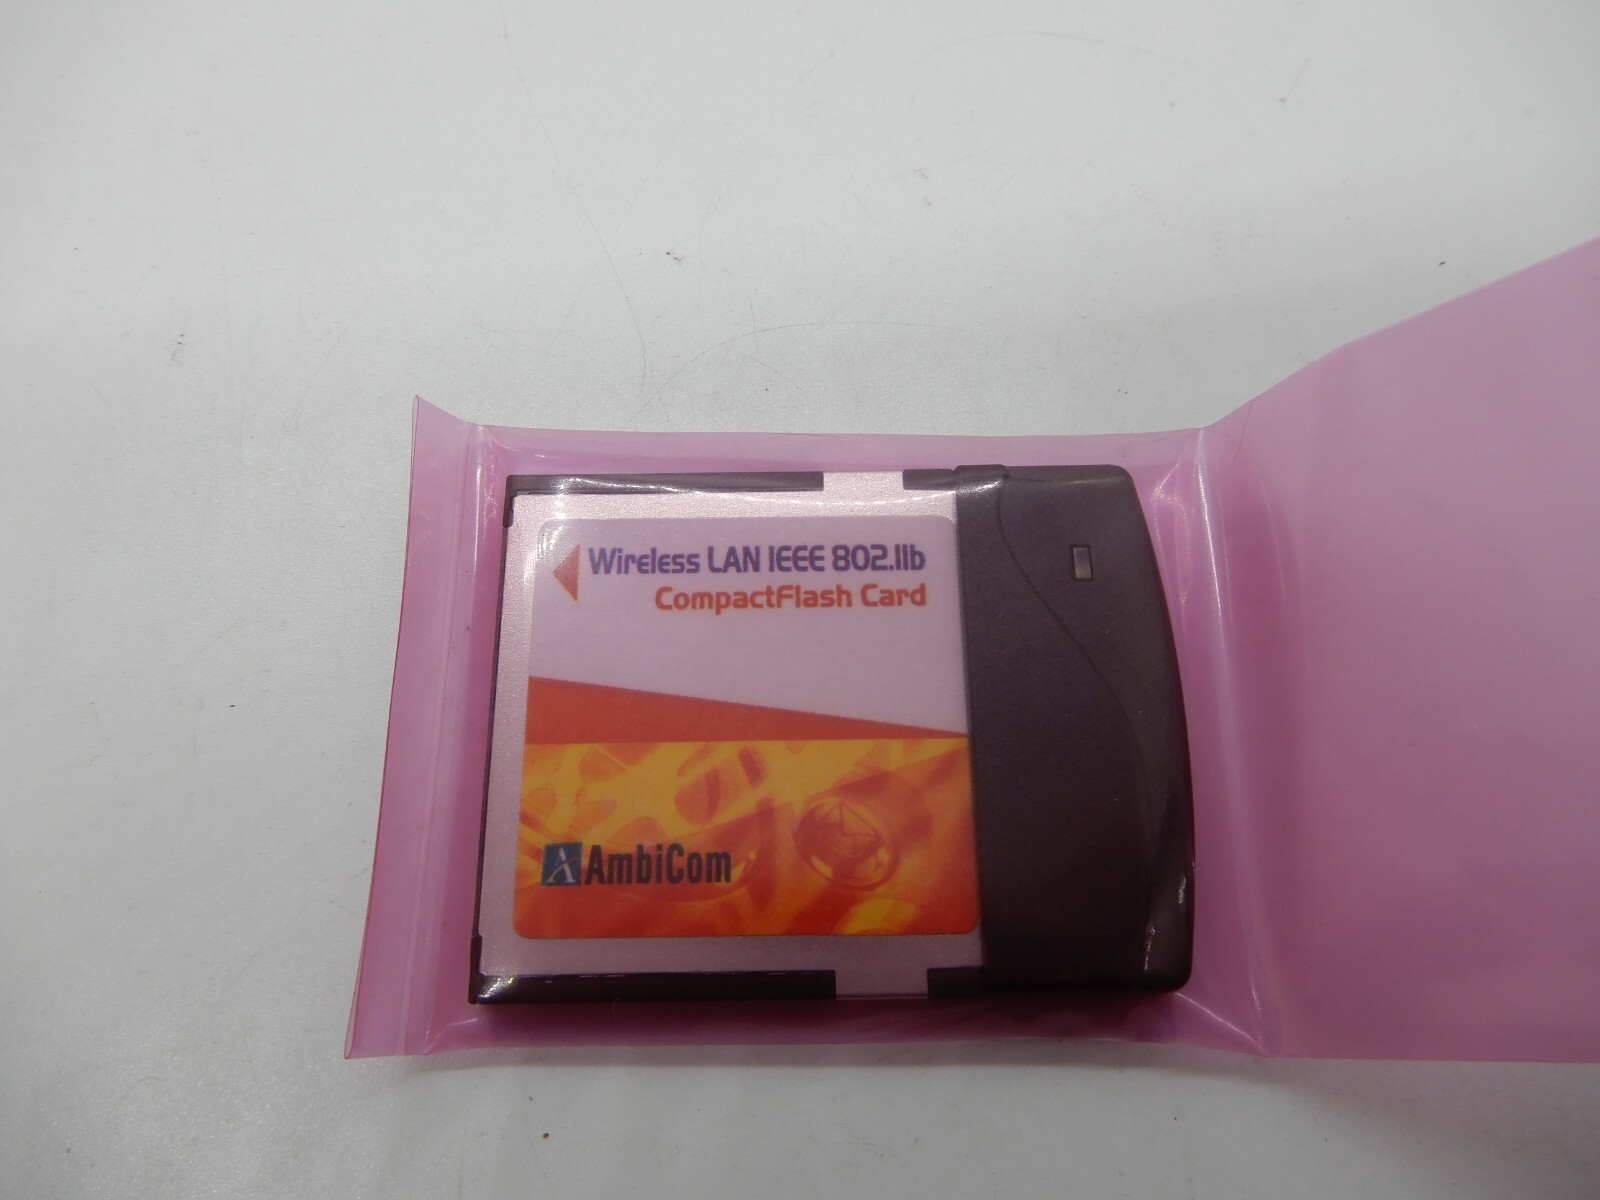 Wireless LAN IEEE 802.11b
CompactFlash Card
AmbiCom